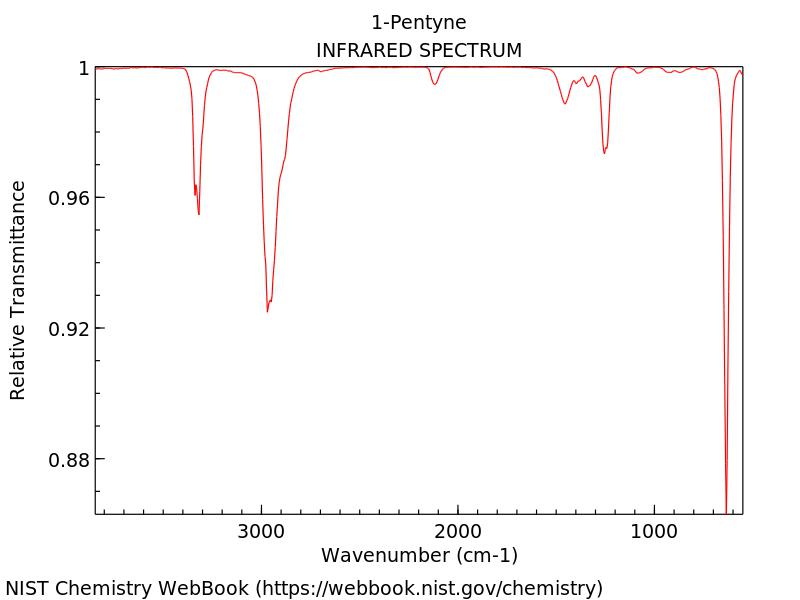 1-Pentyne
INFRARED SPECTRUM
1
0.96
0.92
0.88
Relative Transmittance
3000 2000 1000
Wavenumber (cm-1)
NIST Chemistry WebBook (https://webbook.nist.gov/chemistry)